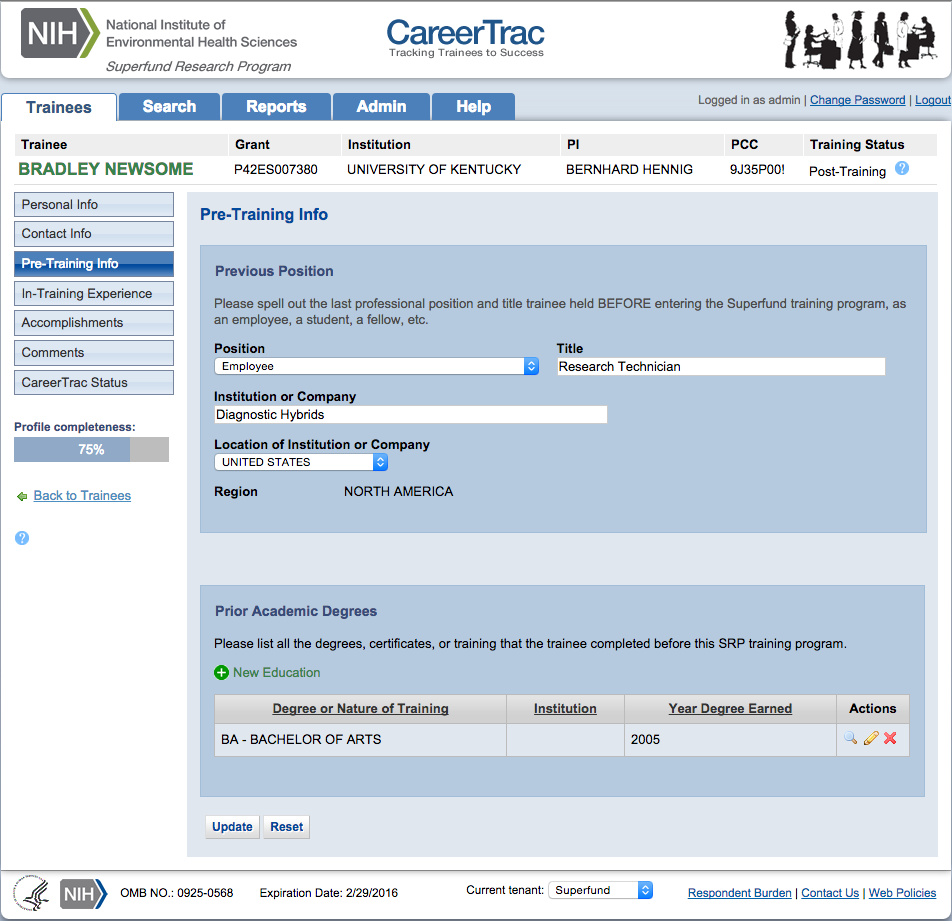 NIH National Institute of
Environmental Health Sciences
Superfund Research Program
CareerTrac
Tracking Trainees to Success
Trainees Search Reports Admin Help
Logged in as admin | Change Password | Logout
Trainee Grant Institution PI PCC Training Status
BRADLEY NEWSOME P42ES007380 UNIVERSITY OF KENTUCKY BERNHARD HENNIG 9J35P00! Post-Training ?
Personal Info
Contact Info
Pre-Training Info
In-Training Experience
Accomplishments
Comments
CareerTrac Status
Profile completeness:
75%
Back to Trainees
?
Pre-Training Info
Previous Position
Please spell out the last professional position and title trainee held BEFORE entering the Superfund training program, as
an employee, a student, a fellow, etc.
Position Title
Employee Research Technician
Institution or Company
Diagnostic Hybrids
Location of Institution or Company
UNITED STATES
Region NORTH AMERICA
Prior Academic Degrees
Please list all the degrees, certificates, or training that the trainee completed before this SRP training program.
New Education
Degree or Nature of Training Institution Year Degree Earned Actions
BA - BACHELOR OF ARTS 2005
Update Reset
NIH OMB NO.: 0925-0568 Expiration Date: 2/29/2016 Current tenant: Superfund Respondent Burden | Contact Us | Web Policies